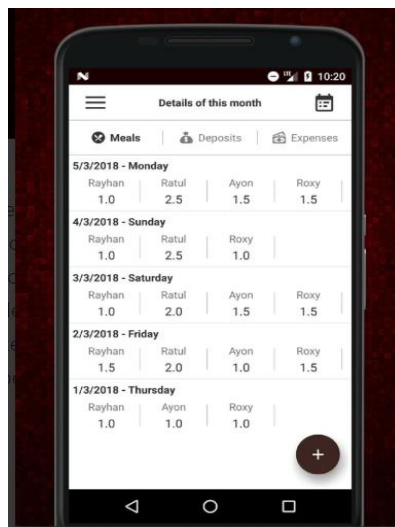 N 10:20
Details of this month
Meals Deposits Expenses
5/3/2018 - Monday
Rayhan Ratul Ayon Roxy
1.0 2.5 1.5 1.5
4/3/2018 - Sunday
Rayhan Ratul Roxy
1.0 2.5 1.0
3/3/2018 - Saturday
Rayhan Ratul Ayon Roxy
1.0 2.0 1.5 1.5
2/3/2018 - Friday
Rayhan Ratul Ayon Roxy
1.5 2.0 1.0 1.5
1/3/2018 - Thursday
Rayhan Ayon Roxy
1.0 1.0 1.0
+